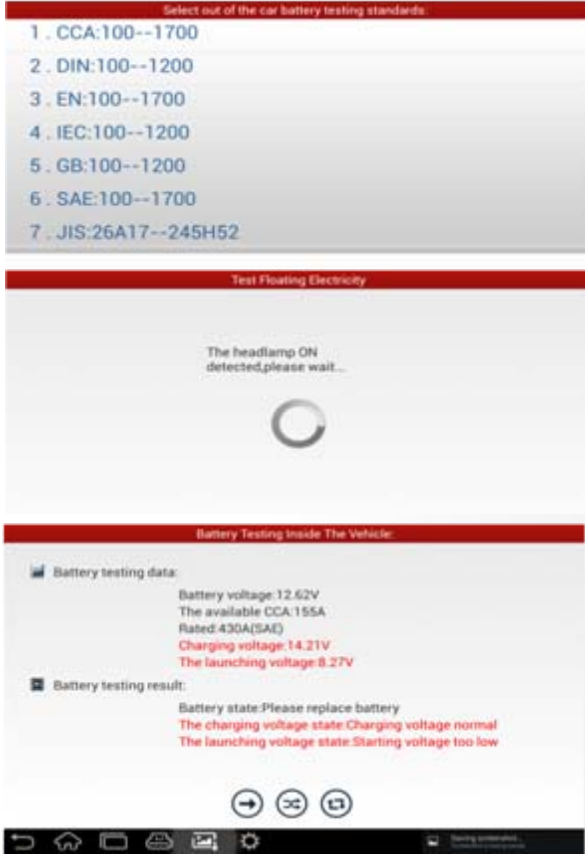 Select out of the car battery testing standards:
1 . CCA:100--1700
2 . DIN:100--1200
3 . EN:100--1700
4 . IEC:100--1200
5 . GB:100--1200
6 . SAE:100--1700
7 . JIS:26A17--245H52
Test Floating Electricity
The headlamp ON
detected,please wait...
Battery Testing Inside The Vehicle:
Battery testing data:
Battery voltage:12.62V
The available CCA:155A
Rated:430A(SAE)
Charging voltage:14.21V
The launching voltage:8.27V
Battery testing result:
Battery state:Please replace battery
The charging voltage state:Charging voltage normal
The launching voltage state:Starting voltage too low
Saving screenshot...